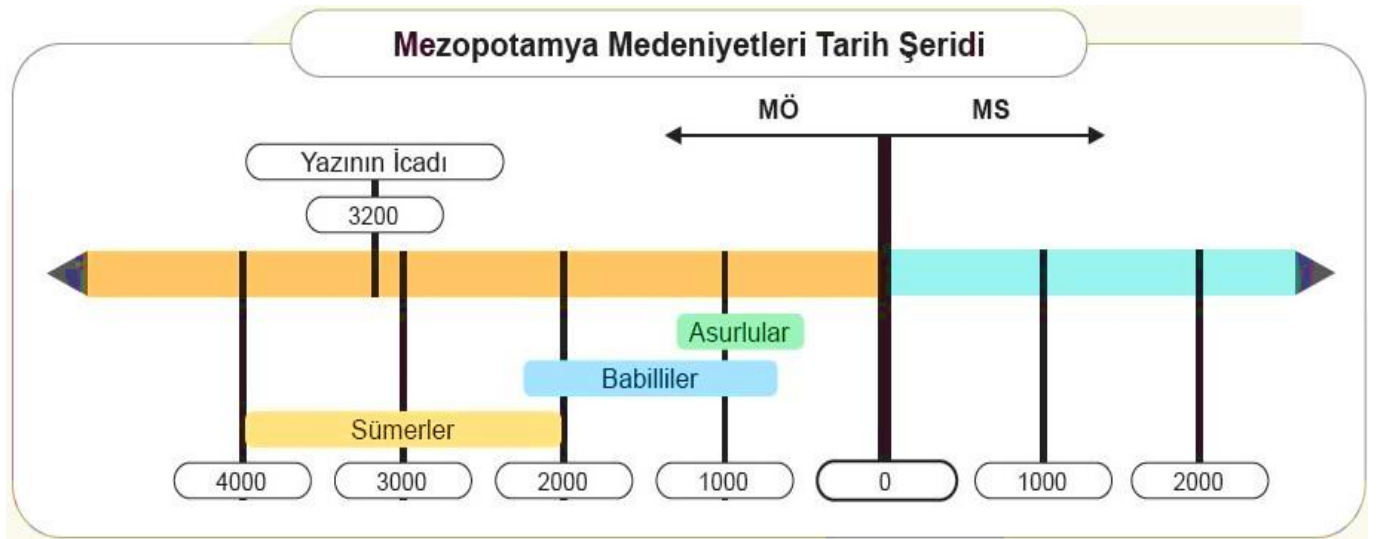 Mezopotamya Medeniyetleri Tarih Şeridi
MÖ MS
Yazının İcadı
3200
Asurlular
Babilliler
Sümerler
4000 3000 2000 1000 0 1000 2000